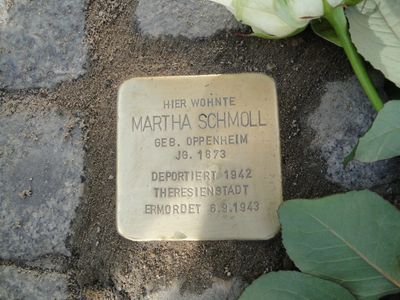 HIER WOHNTE
MARTHA SCHMOLL
GEB. OPPENHEIM
JG. 1873
DEPORTIERT 1942
THERESIENSTADT
ERMORDET 6.9.1943